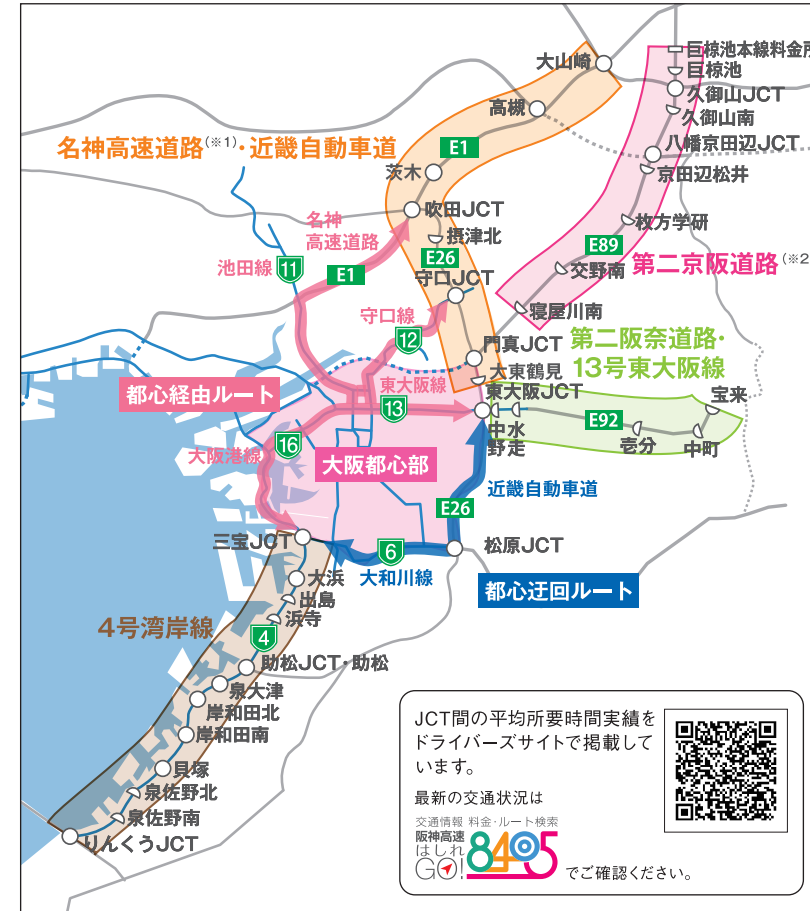 大山崎
巨椋池本線料金所
巨椋池
久御山JCT
久御山南
高槻
名神高速道路(※1)・近畿自動車道
E1
八幡京田辺JCT
京田辺松井
茨木
吹田JCT
名神
高速道路
摂津北
枚方学研
池田線
11
E1
E26
守口JCT
E89
交野南
第二京阪道路(※2
守口線
12
寝屋川南
門真JCT
第二阪奈道路・
13号東大阪線
大東鶴見
都心経由ルート
東大阪線
13
東大阪JCT
宝来
中水
野走
E92
壱分
中町
16
大阪港線
大阪都心部
近畿自動車道
E26
三宝JCT
6
大和川線
松原JCT
都心迂回ルート
大浜
出島
浜寺
4号湾岸線
4
助松JCT・助松
泉大津
岸和田北
岸和田南
貝塚
泉佐野北
泉佐野南
りんくうJCT
JCT間の平均所要時間実績を
ドライバーズサイトで掲載して
います。
最新の交通状況は
交通情報 料金・ルート検索
阪神高速
はしれ
GO!
8405
でご確認ください。